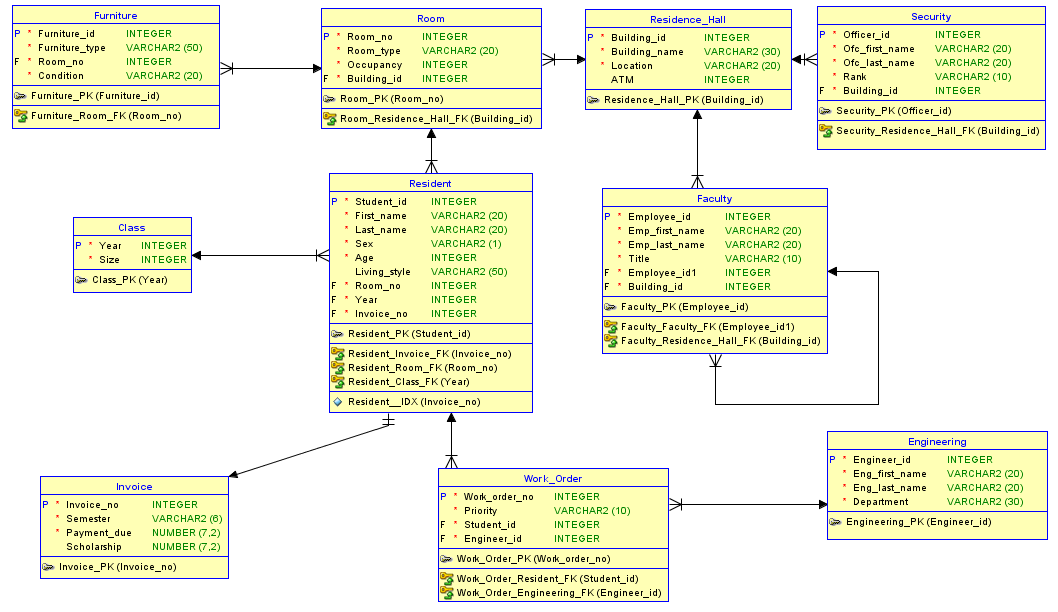 Furniture
P * Furniture_id INTEGER
* Furniture_type VARCHAR2 (50)
F * Room_no INTEGER
* Condition VARCHAR2 (20)
Furniture_PK (Furniture_id)
Furniture_Room_FK (Room_no)
Room
P * Room_no INTEGER
* Room_type VARCHAR2 (20)
* Occupancy INTEGER
F * Building_id INTEGER
Room_PK (Room_no)
Room_Residence_Hall_FK (Building_id)
Residence_Hall
P * Building_id INTEGER
* Building_name VARCHAR2 (30)
* Location VARCHAR2 (20)
ATM INTEGER
Residence_Hall_PK (Building_id)
Security
P * Officer_id INTEGER
* Ofc_first_name VARCHAR2 (20)
* Ofc_last_name VARCHAR2 (20)
* Rank VARCHAR2 (10)
F * Building_id INTEGER
Security_PK (Officer_id)
Security_Residence_Hall_FK (Building_id)
Class
P * Year INTEGER
* Size INTEGER
Class_PK (Year)
Resident
P * Student_id INTEGER
* First_name VARCHAR2 (20)
* Last_name VARCHAR2 (20)
* Sex VARCHAR2 (1)
* Age INTEGER
Living_style VARCHAR2 (50)
F * Room_no INTEGER
F * Year INTEGER
F * Invoice_no INTEGER
Resident_PK (Student_id)
Resident_Invoice_FK (Invoice_no)
Resident_Room_FK (Room_no)
Resident_Class_FK (Year)
Resident__IDX (Invoice_no)
Faculty
P * Employee_id INTEGER
* Emp_first_name VARCHAR2 (20)
* Emp_last_name VARCHAR2 (20)
* Title VARCHAR2 (10)
F * Employee_id1 INTEGER
F * Building_id INTEGER
Faculty_PK (Employee_id)
Faculty_Faculty_FK (Employee_id1)
Faculty_Residence_Hall_FK (Building_id)
Invoice
P * Invoice_no INTEGER
* Semester VARCHAR2 (6)
* Payment_due NUMBER (7,2)
Scholarship NUMBER (7,2)
Invoice_PK (Invoice_no)
Work_Order
P * Work_order_no INTEGER
* Priority VARCHAR2 (10)
F * Student_id INTEGER
F * Engineer_id INTEGER
Work_Order_PK (Work_order_no)
Work_Order_Resident_FK (Student_id)
Work_Order_Engineering_FK (Engineer_id)
Engineering
P * Engineer_id INTEGER
* Eng_first_name VARCHAR2 (20)
* Eng_last_name VARCHAR2 (20)
* Department VARCHAR2 (30)
Engineering_PK (Engineer_id)